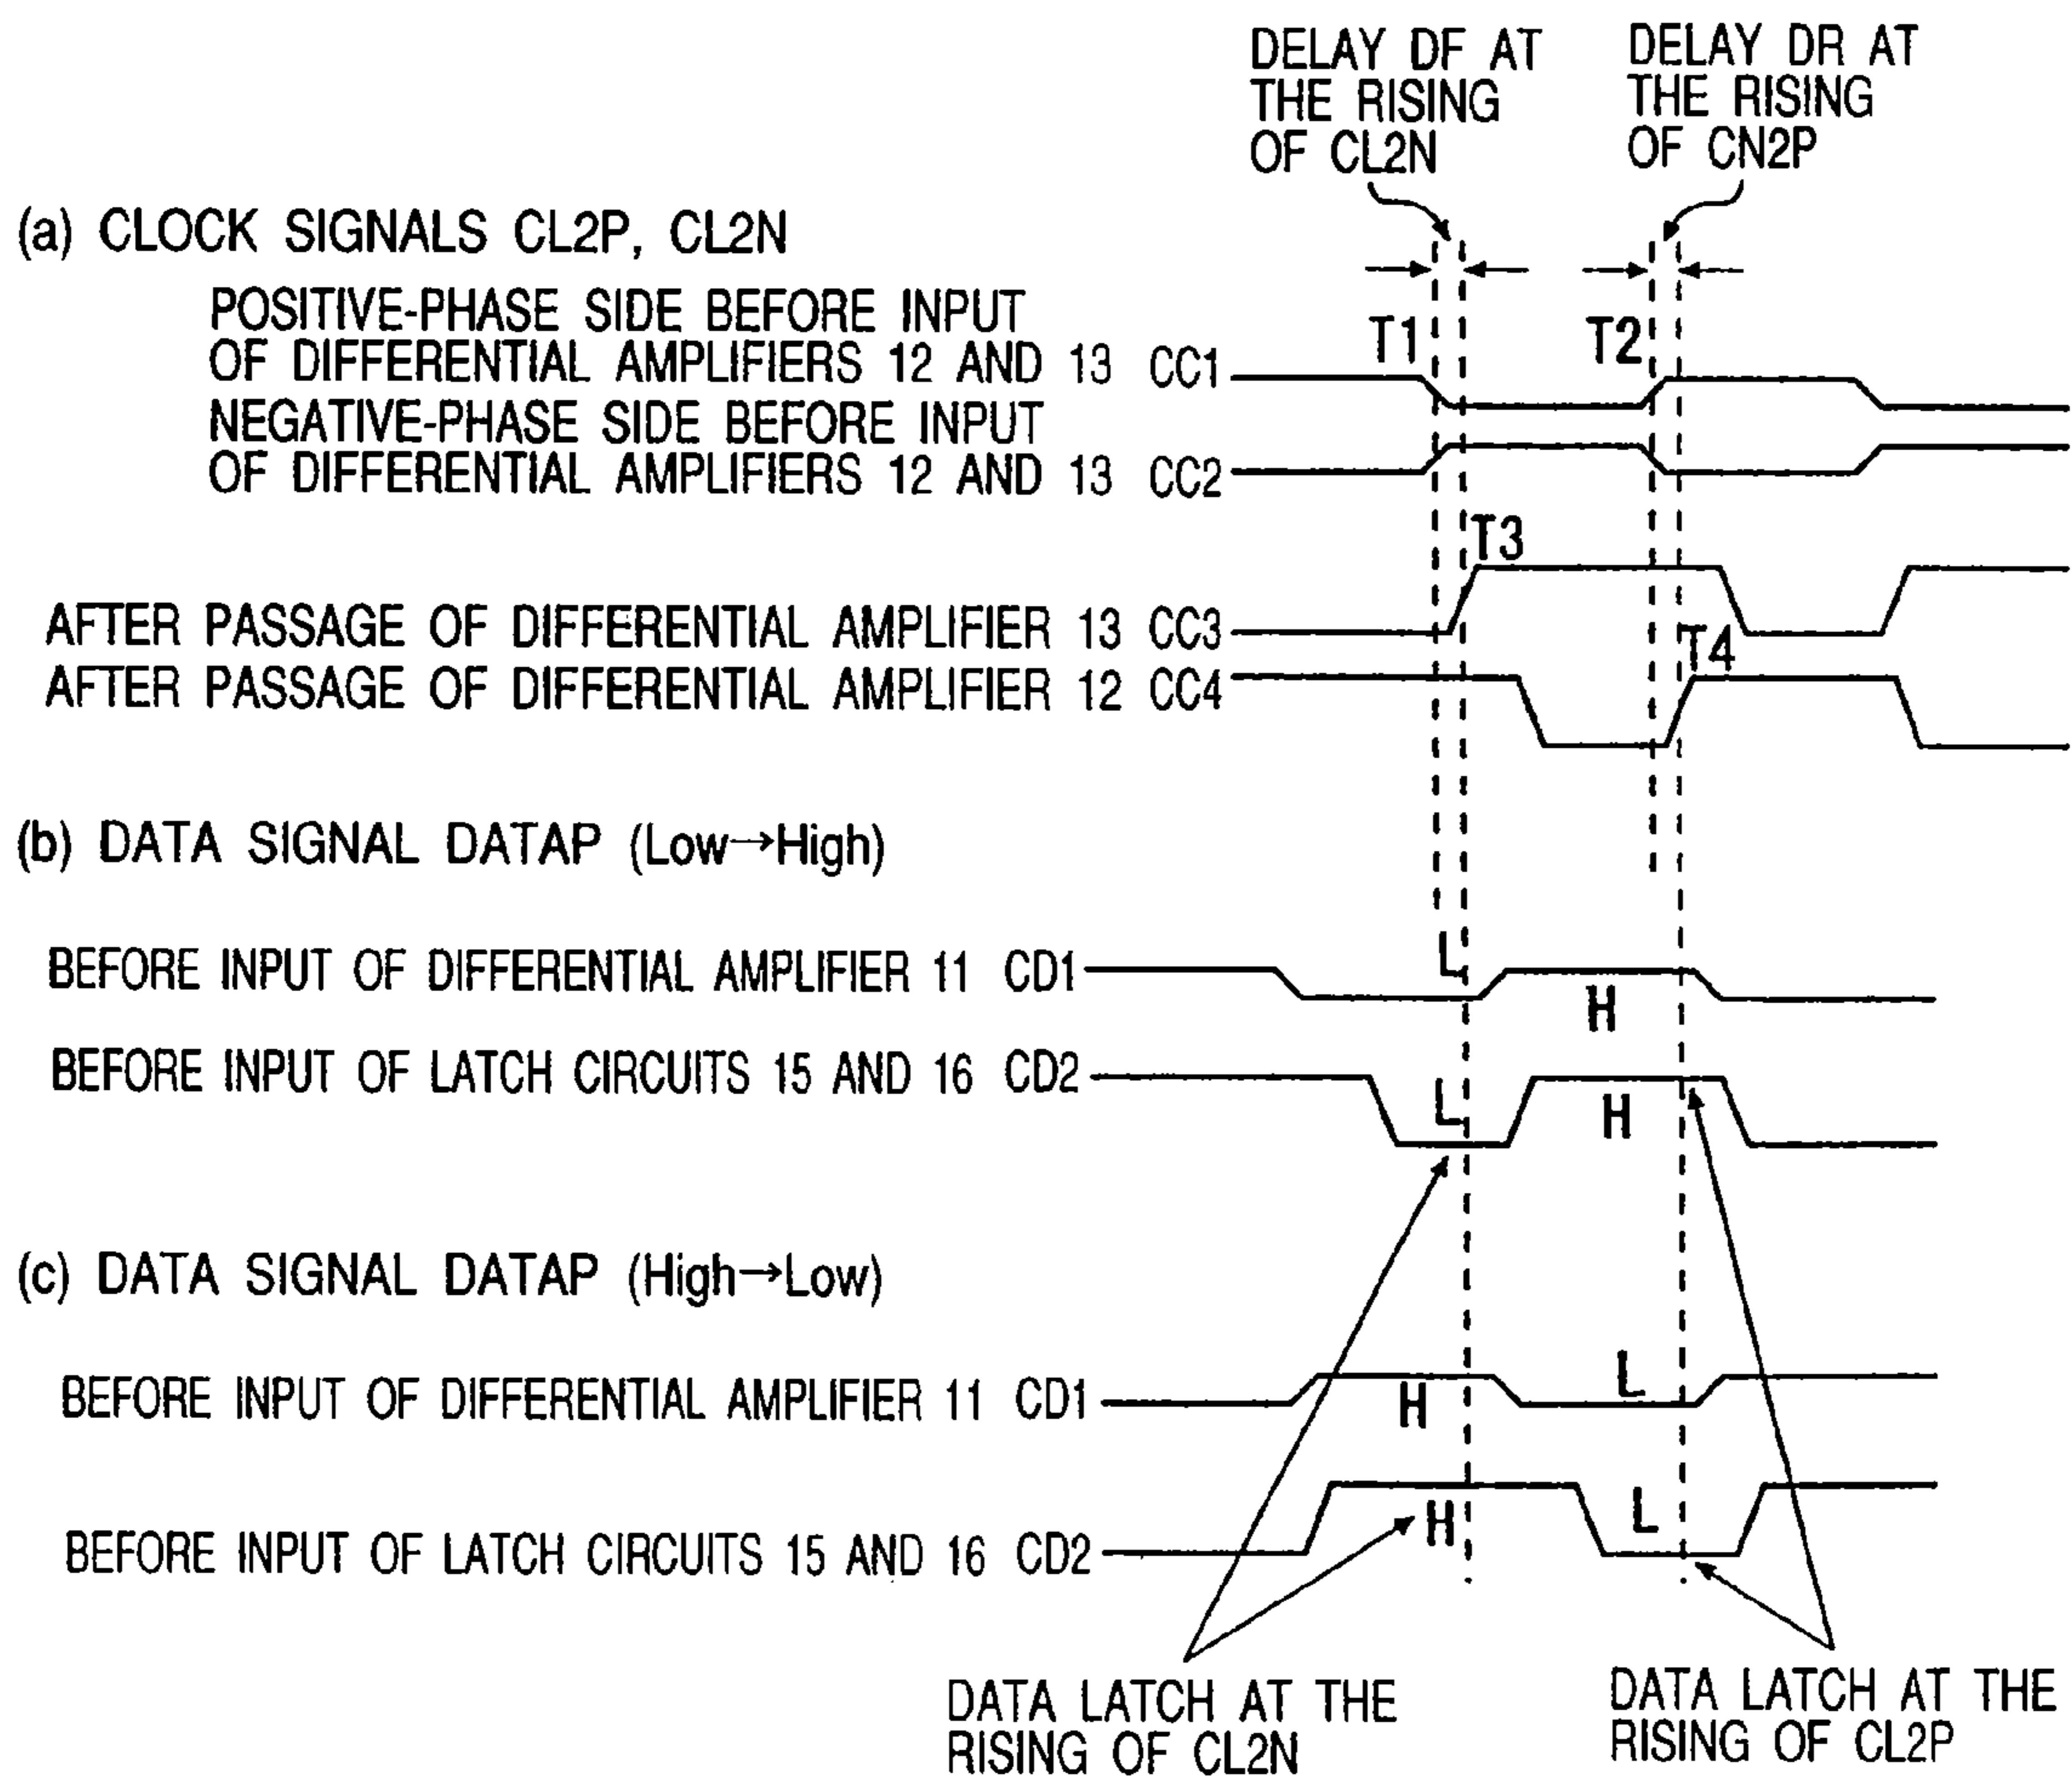 DELAY DF AT
THE RISING
OF CL2N
DELAY DR AT
THE RISING
OF CN2P
(a) CLOCK SIGNALS CL2P, CL2N
POSITIVE-PHASE SIDE BEFORE INPUT
OF DIFFERENTIAL AMPLIFIERS 12 AND 13 CC1
T1
T2
NEGATIVE-PHASE SIDE BEFORE INPUT
OF DIFFERENTIAL AMPLIFIERS 12 AND 13 CC2
T3
AFTER PASSAGE OF DIFFERENTIAL AMPLIFIER 13 CC3
T4
AFTER PASSAGE OF DIFFERENTIAL AMPLIFIER 12 CC4
(b) DATA SIGNAL DATAP (Low→High)
BEFORE INPUT OF DIFFERENTIAL AMPLIFIER 11 CD1
L
H
BEFORE INPUT OF LATCH CIRCUITS 15 AND 16 CD2
L
H
(c) DATA SIGNAL DATAP (High→Low)
BEFORE INPUT OF DIFFERENTIAL AMPLIFIER 11 CD1
H
L
BEFORE INPUT OF LATCH CIRCUITS 15 AND 16 CD2
H
L
DATA LATCH AT THE
RISING OF CL2N
DATA LATCH AT THE
RISING OF CL2P